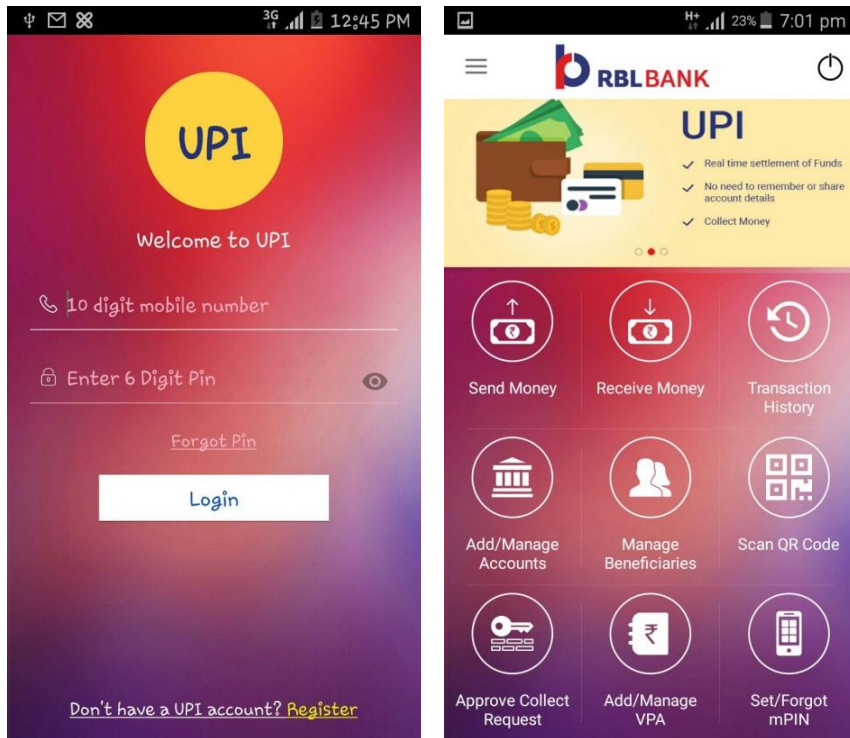 3G 12:45 PM
UPI
Welcome to UPI
10 digit mobile number
Enter 6 Digit Pin
Forgot Pin
Login
Don't have a UPI account? Register
H+ 23% 7:01 pm
RBL BANK
UPI
Real time settlement of Funds
No need to remember or share
account details
Collect Money
Send Money
Receive Money
Transaction
History
Add/Manage
Accounts
Manage
Beneficiaries
Scan QR Code
Approve Collect
Request
Add/Manage
VPA
Set/Forgot
mPIN